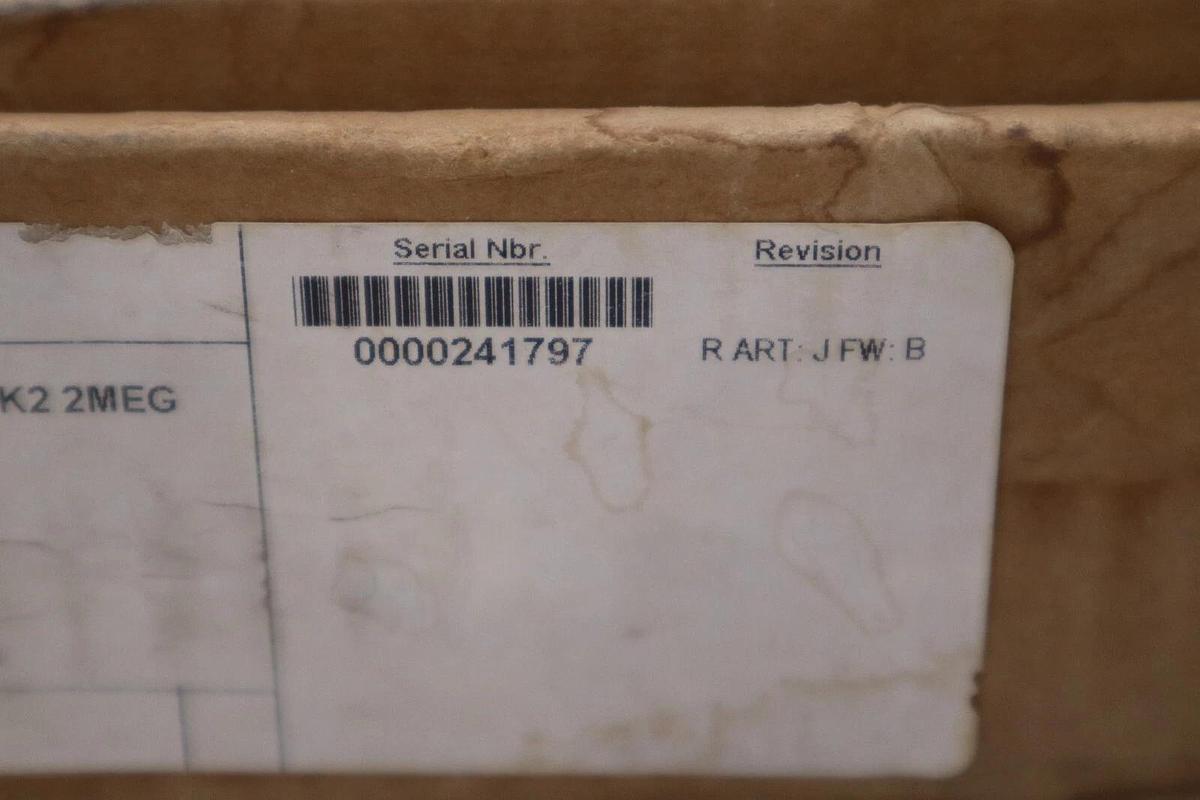 Serial Nbr.
Revision
0000241797
R ART: J FW: B
K2 2MEG